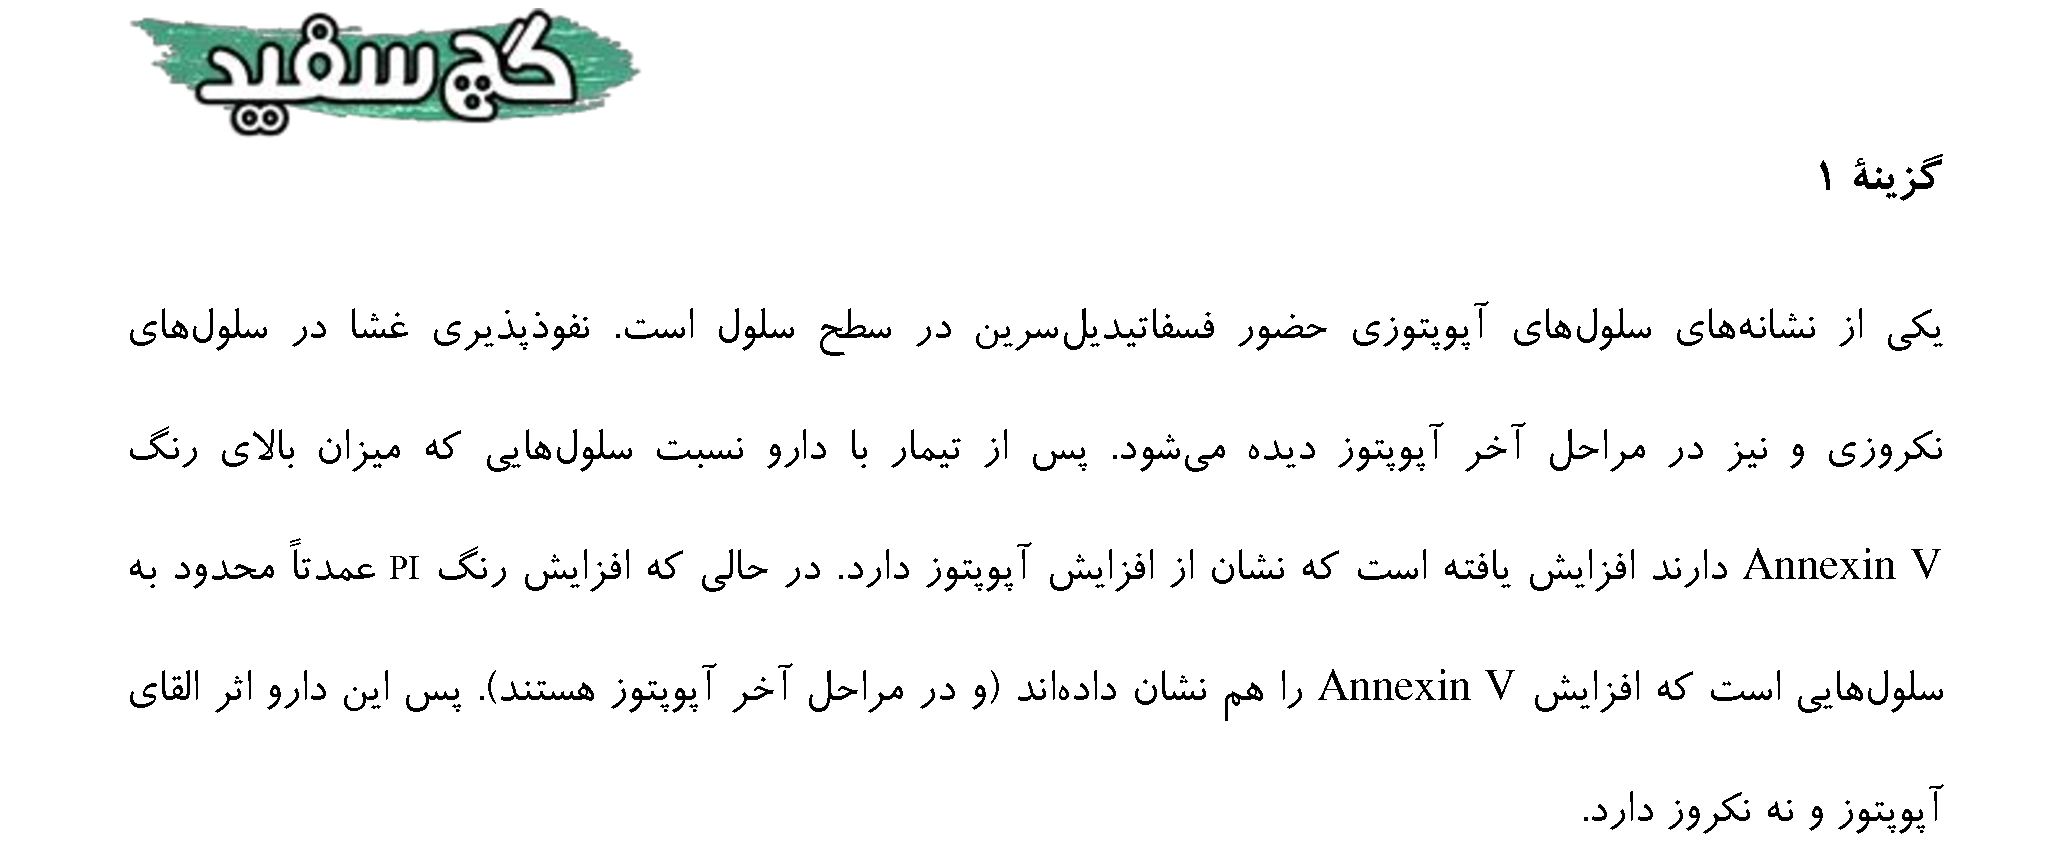 گچ سفید
گزینهٔ ۱
یکی از نشانه‌های سلول‌های آپوپتوزی حضور فسفاتیدیل‌سرین در سطح سلول است. نفوذپذیری غشا در سلول‌های
نکروزی و نیز در مراحل آخر آپوپتوز دیده می‌شود. پس از تیمار با دارو نسبت سلول‌هایی که میزان بالای رنگ
Annexin V دارند افزایش یافته است که نشان از افزایش آپوپتوز دارد. در حالی که افزایش رنگ PI عمدتاً محدود به
سلول‌هایی است که افزایش Annexin V را هم نشان داده‌اند (و در مراحل آخر آپوپتوز هستند). پس این دارو اثر القای
آپوپتوز و نه نکروز دارد.